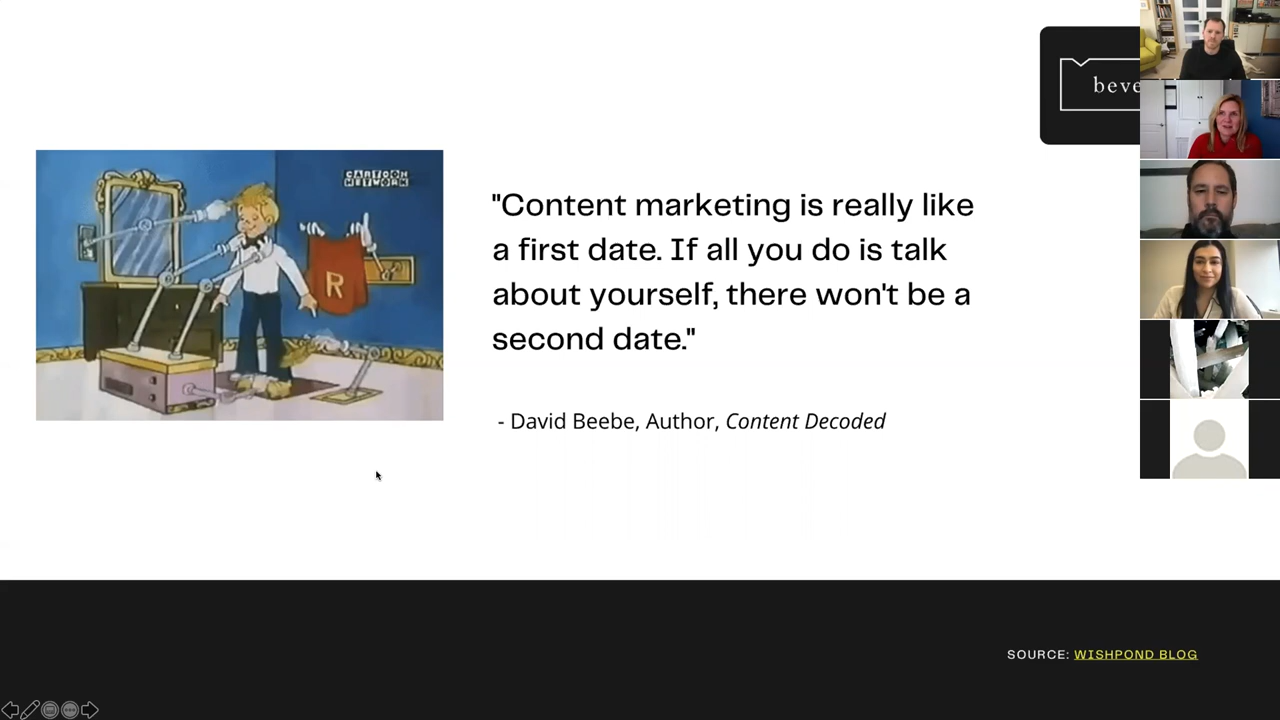 beve
CARTOON
NETWORK
R
"Content marketing is really like
a first date. If all you do is talk
about yourself, there won't be a
second date."
- David Beebe, Author, Content Decoded
SOURCE: WISHPOND BLOG